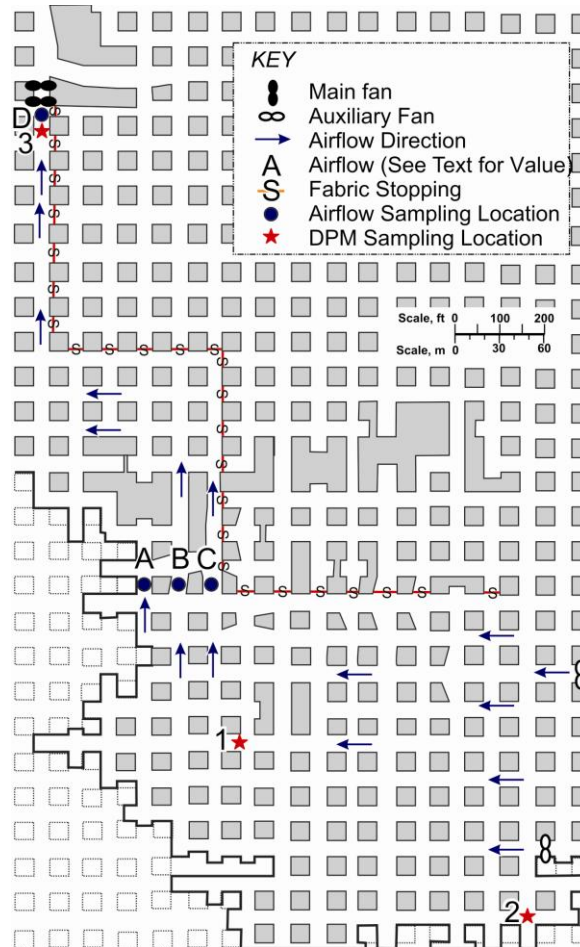 KEY
Main fan
Auxiliary Fan
Airflow Direction
A Airflow (See Text for Value)
S Fabric Stopping
Airflow Sampling Location
DPM Sampling Location
Scale, ft 0 100 200
Scale, m 0 30 60
D
3
S
S
S
S
S
S
S
S S S S S
S
S
S
S
S
S
A B C
S S S S S S S
1
2